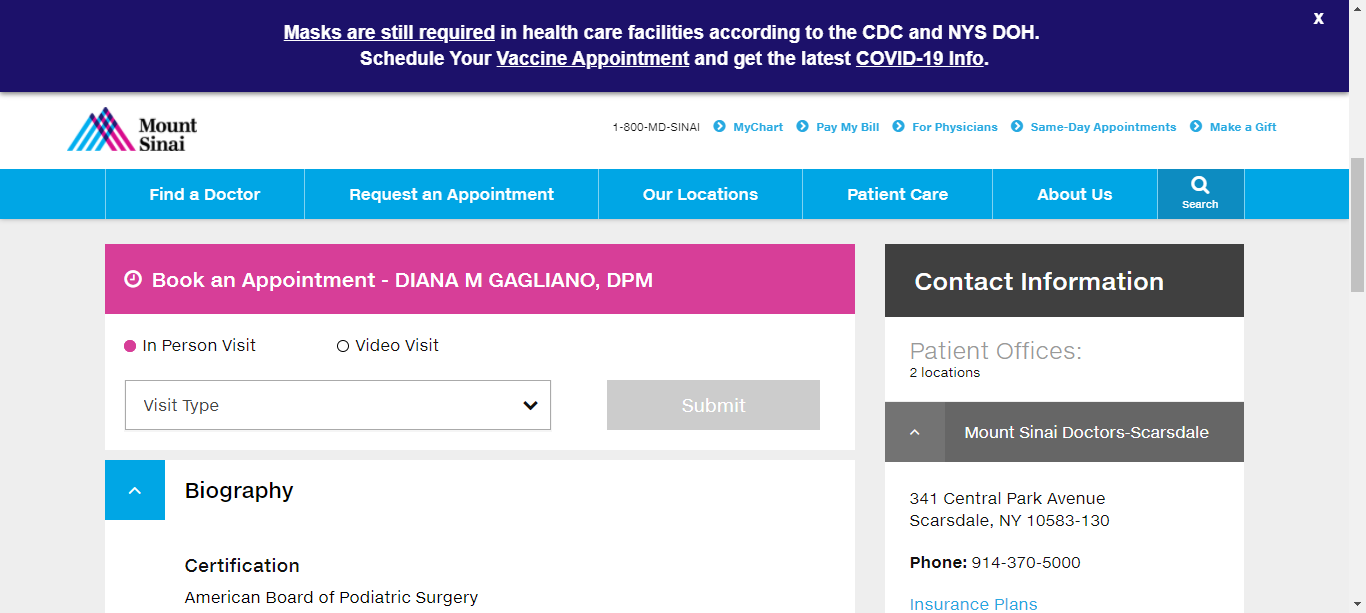 Masks are still required in health care facilities according to the CDC and NYS DOH.
Schedule Your Vaccine Appointment and get the latest COVID-19 Info.
X
Mount
Sinai
1-800-MD-SINAI MyChart Pay My Bill For Physicians Same-Day Appointments Make a Gift
Find a Doctor Request an Appointment Our Locations Patient Care About Us Search
Book an Appointment - DIANA M GAGLIANO, DPM
In Person Visit Video Visit
Visit Type Submit
Biography
Certification
American Board of Podiatric Surgery
Contact Information
Patient Offices:
2 locations
Mount Sinai Doctors-Scarsdale
341 Central Park Avenue
Scarsdale, NY 10583-130
Phone: 914-370-5000
Insurance Plans